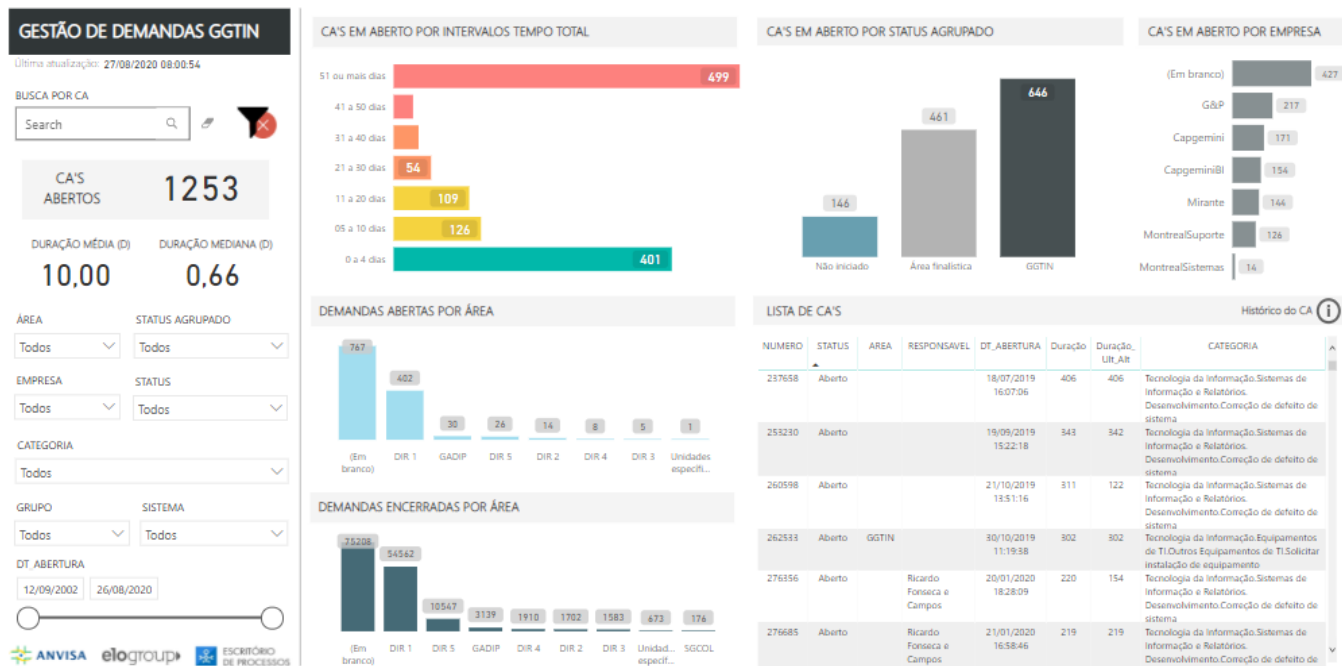 GESTÃO DE DEMANDAS GGTIN
Última atualização: 27/08/2020 08:00:54
BUSCA POR CA
Search
CA'S
ABERTOS
1253
DURAÇÃO MÉDIA (D)
DURAÇÃO MEDIANA (D)
10,00
0,66
ÁREA
STATUS AGRUPADO
Todos
Todos
EMPRESA
STATUS
Todos
Todos
CATEGORIA
Todos
GRUPO
SISTEMA
Todos
Todos
DT_ABERTURA
12/09/2002
26/08/2020
ANVISA
elogroup
ESCRITÓRIO
DE PROCESSOS
CA'S EM ABERTO POR INTERVALOS TEMPO TOTAL
51 ou mais dias
499
41 a 50 dias
31 a 40 dias
21 a 30 dias
54
11 a 20 dias
109
05 a 10 dias
126
0 a 4 dias
401
CA'S EM ABERTO POR STATUS AGRUPADO
146
461
646
Não iniciado
Área finalística
GGTIN
CA'S EM ABERTO POR EMPRESA
(Em branco)
427
G&P
217
Capgemini
171
CapgeminiBI
154
Mirante
144
MontrealSuporte
126
MontrealSistemas
14
DEMANDAS ABERTAS POR ÁREA
767
402
30
26
14
8
5
1
(Em
branco)
DIR 1
GADIP
DIR 5
DIR 2
DIR 4
DIR 3
Unidades
específi...
DEMANDAS ENCERRADAS POR ÁREA
75208
54562
10547
3139
1910
1702
1583
673
176
(Em
branco)
DIR 1
DIR 5
GADIP
DIR 4
DIR 2
DIR 3
Unidad...
específ...
SGCOL
LISTA DE CA'S
Histórico do CA
NUMERO STATUS AREA RESPONSAVEL DT_ABERTURA Duração Duração_
Ult_Alt
CATEGORIA
237658 Aberto 18/07/2019 406 406 Tecnologia da Informação.Sistemas de
16:07:06 Informação e Relatórios.
Desenvolvimento.Correção de defeito de
sistema
253230 Aberto 19/09/2019 343 342 Tecnologia da Informação.Sistemas de
15:22:18 Informação e Relatórios.
Desenvolvimento.Correção de defeito de
sistema
260598 Aberto 21/10/2019 311 122 Tecnologia da Informação.Sistemas de
13:51:16 Informação e Relatórios.
Desenvolvimento.Correção de defeito de
sistema
262533 Aberto GGTIN 30/10/2019 302 302 Tecnologia da Informação.Equipamentos
11:19:38 de TI.Outros Equipamentos de TI.Solicitar
instalação de equipamento
276356 Aberto Ricardo 20/01/2020 220 154 Tecnologia da Informação.Sistemas de
Fonseca e 18:28:09 Informação e Relatórios.
Campos Desenvolvimento.Correção de defeito de
sistema
276685 Aberto Ricardo 21/01/2020 219 219 Tecnologia da Informação.Sistemas de
Fonseca e 16:58:46 Informação e Relatórios.
Campos Desenvolvimento.Correção de defeito de